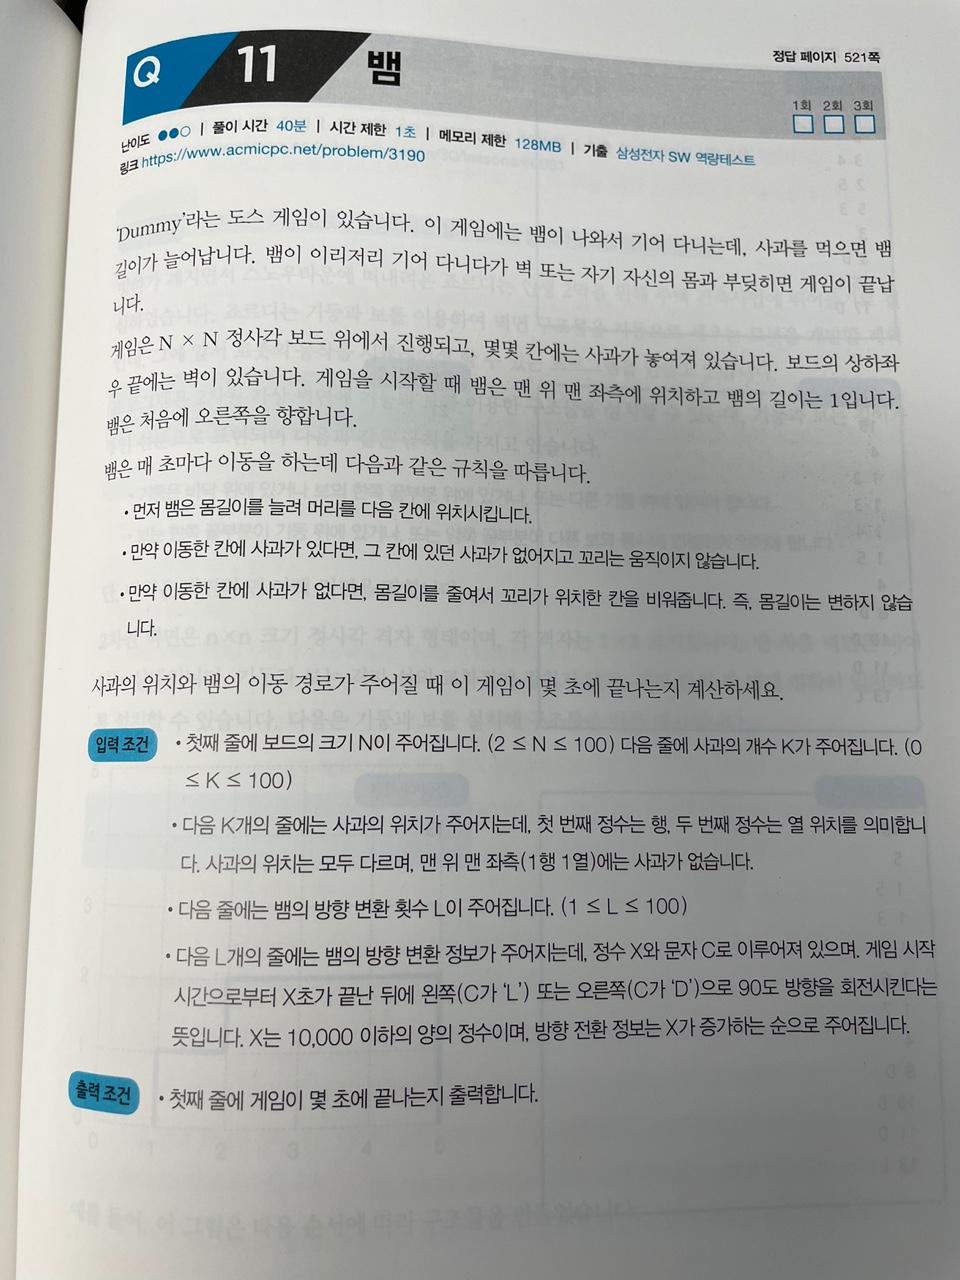 Q 11 뱀 정답 페이지 521쪽
1회 2회 3회
난이도 ●●○ | 풀이 시간 40분 | 시간 제한 1초 | 메모리 제한 128MB | 기출 삼성전자 SW 역량테스트
링크 https://www.acmicpc.net/problem/3190
'Dummy'라는 도스 게임이 있습니다. 이 게임에는 뱀이 나와서 기어 다니는데, 사과를 먹으면 뱀
길이가 늘어납니다. 뱀이 이리저리 기어 다니다가 벽 또는 자기 자신의 몸과 부딪히면 게임이 끝납
니다.
게임은 N × N 정사각 보드 위에서 진행되고, 몇몇 칸에는 사과가 놓여져 있습니다. 보드의 상하좌
우 끝에는 벽이 있습니다. 게임을 시작할 때 뱀은 맨 위 맨 좌측에 위치하고 뱀의 길이는 1입니다.
뱀은 처음에 오른쪽을 향합니다.
뱀은 매 초마다 이동을 하는데 다음과 같은 규칙을 따릅니다.
• 먼저 뱀은 몸길이를 늘려 머리를 다음 칸에 위치시킵니다.
• 만약 이동한 칸에 사과가 있다면, 그 칸에 있던 사과가 없어지고 꼬리는 움직이지 않습니다.
• 만약 이동한 칸에 사과가 없다면, 몸길이를 줄여서 꼬리가 위치한 칸을 비워줍니다. 즉, 몸길이는 변하지 않습
니다.
사과의 위치와 뱀의 이동 경로가 주어질 때 이 게임이 몇 초에 끝나는지 계산하세요.
입력 조건 • 첫째 줄에 보드의 크기 N이 주어집니다. (2 ≤ N ≤ 100) 다음 줄에 사과의 개수 K가 주어집니다. (0
≤ K ≤ 100)
• 다음 K개의 줄에는 사과의 위치가 주어지는데, 첫 번째 정수는 행, 두 번째 정수는 열 위치를 의미합니
다. 사과의 위치는 모두 다르며, 맨 위 맨 좌측(1행 1열)에는 사과가 없습니다.
• 다음 줄에는 뱀의 방향 변환 횟수 L이 주어집니다. (1 ≤ L ≤ 100)
• 다음 L개의 줄에는 뱀의 방향 변환 정보가 주어지는데, 정수 X와 문자 C로 이루어져 있으며. 게임 시작
시간으로부터 X초가 끝난 뒤에 왼쪽(C가 'L') 또는 오른쪽(C가 'D')으로 90도 방향을 회전시킨다는
뜻입니다. X는 10,000 이하의 양의 정수이며, 방향 전환 정보는 X가 증가하는 순으로 주어집니다.
출력 조건 • 첫째 줄에 게임이 몇 초에 끝나는지 출력합니다.